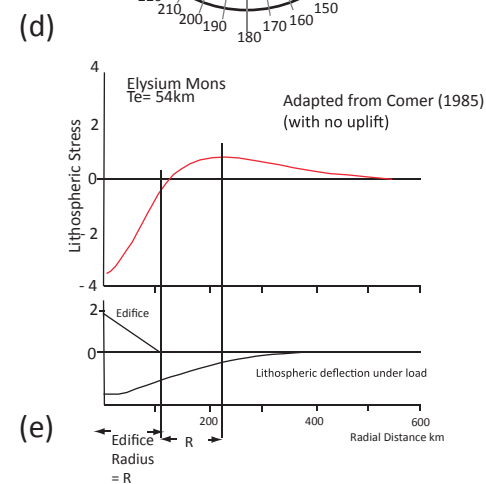 210
200
190
180
170
160
150
(d)
4
Elysium Mons
Te= 54km
Adapted from Comer (1985)
(with no uplift)
2
Lithospheric Stress
0
- 2
- 4
2
Edifice
0
Lithospheric deflection under load
200
400
600
(e)
Edifice
Radius
= R
R
Radial Distance km